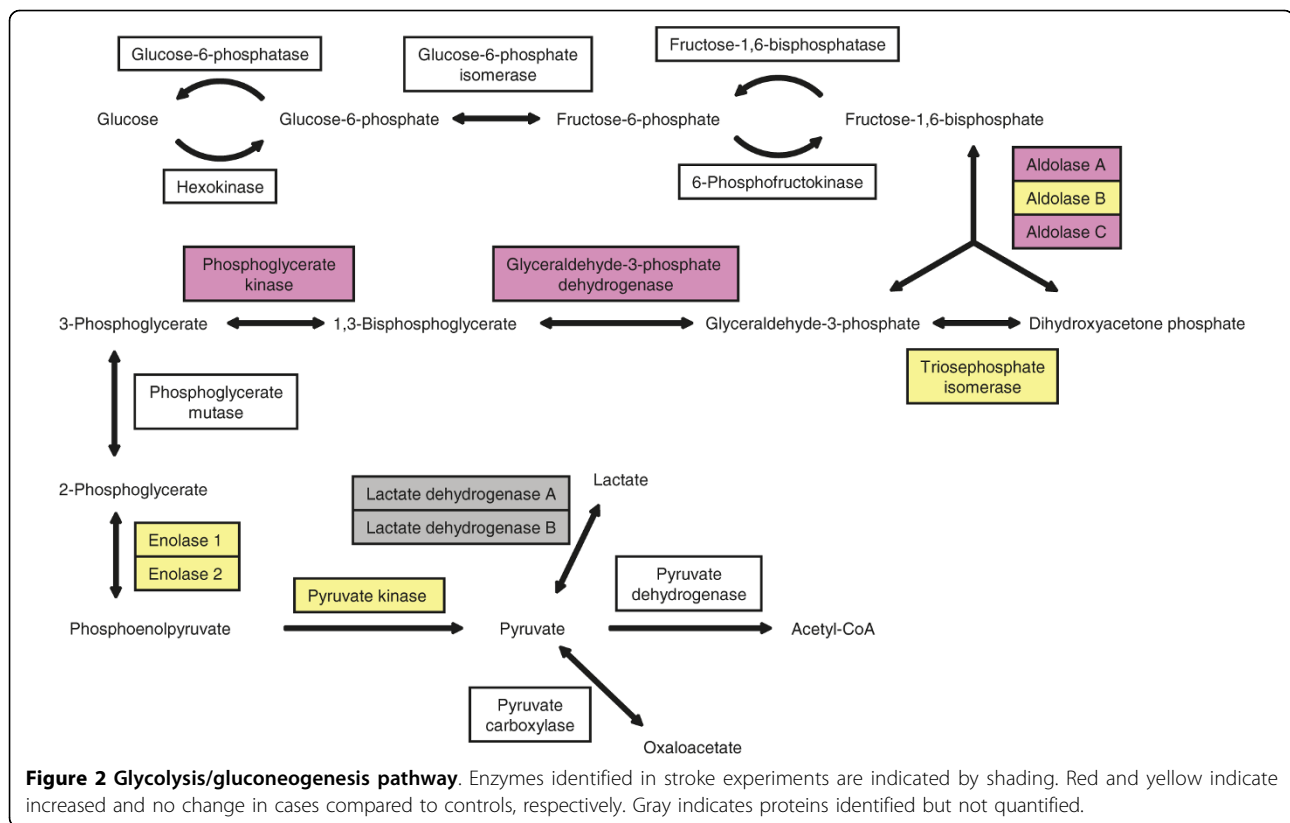 Glucose-6-phosphatase
Glucose-6-phosphate
isomerase
Fructose-1,6-bisphosphatase
Glucose
Glucose-6-phosphate
Fructose-6-phosphate
Fructose-1,6-bisphosphate
Hexokinase
6-Phosphofructokinase
Aldolase A
Aldolase B
Aldolase C
Phosphoglycerate
kinase
Glyceraldehyde-3-phosphate
dehydrogenase
3-Phosphoglycerate
1,3-Bisphosphoglycerate
Glyceraldehyde-3-phosphate
Dihydroxyacetone phosphate
Triosephosphate
isomerase
Phosphoglycerate
mutase
2-Phosphoglycerate
Lactate dehydrogenase A
Lactate dehydrogenase B
Lactate
Enolase 1
Enolase 2
Pyruvate kinase
Pyruvate
dehydrogenase
Phosphoenolpyruvate
Pyruvate
Acetyl-CoA
Pyruvate
carboxylase
Oxaloacetate
Figure 2 Glycolysis/gluconeogenesis pathway. Enzymes identified in stroke experiments are indicated by shading. Red and yellow indicate
increased and no change in cases compared to controls, respectively. Gray indicates proteins identified but not quantified.